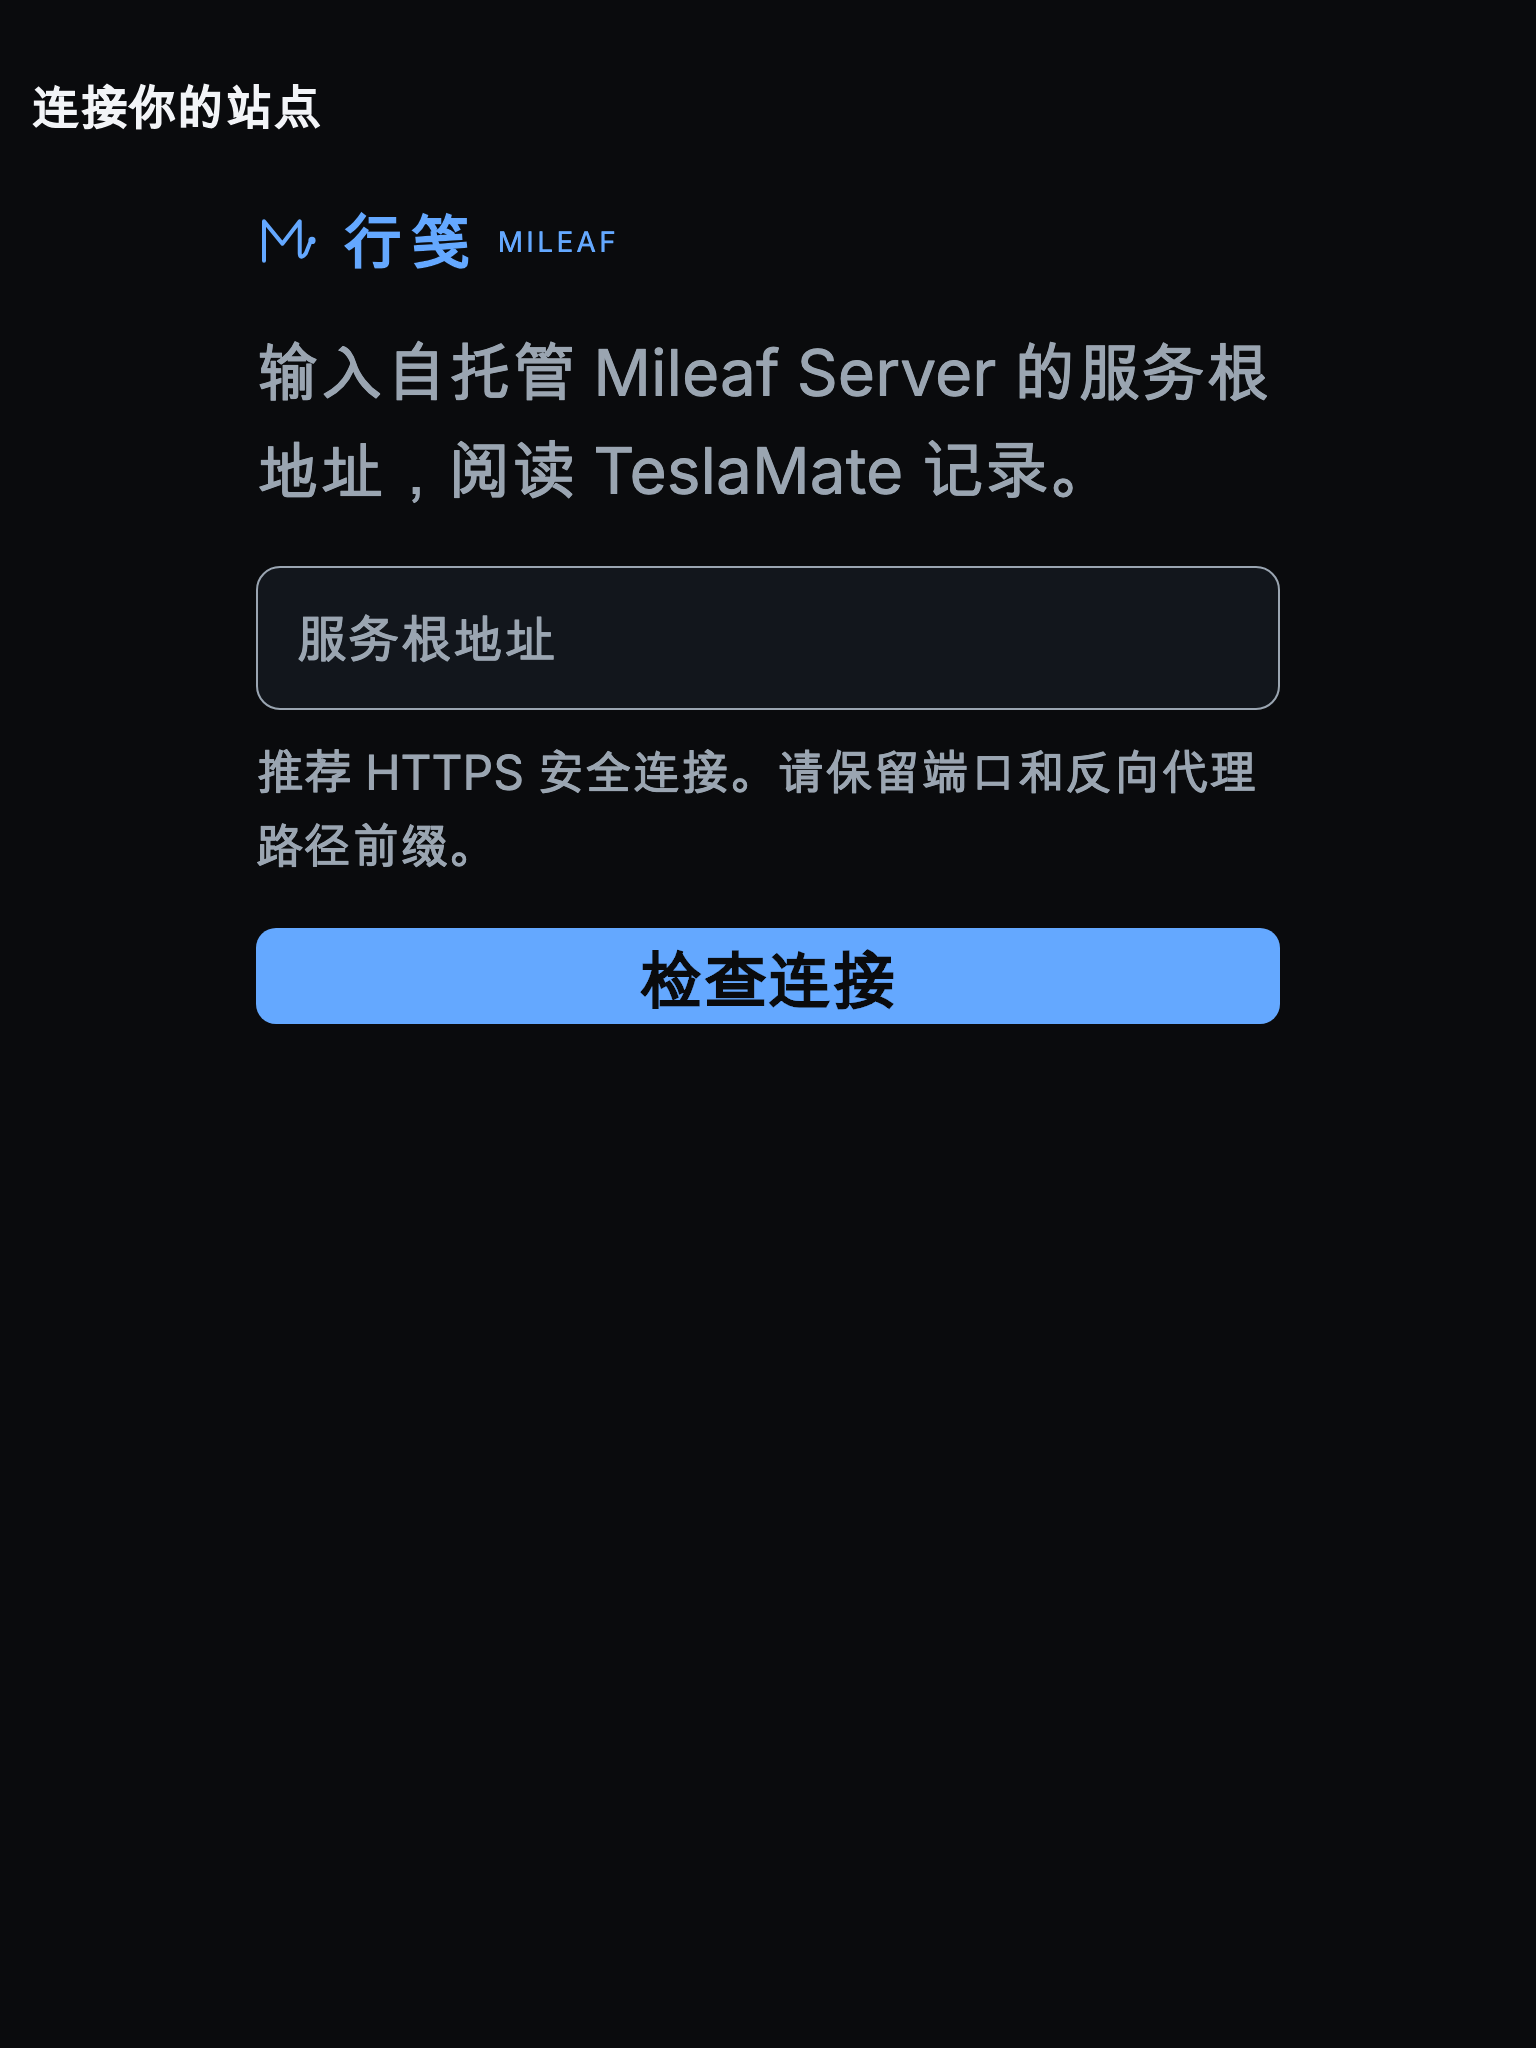 连接你的站点
行笺 MILEAF
输入自托管 Mileaf Server 的服务根
地址，阅读 TeslaMate 记录。
服务根地址
推荐 HTTPS 安全连接。请保留端口和反向代理
路径前缀。
检查连接